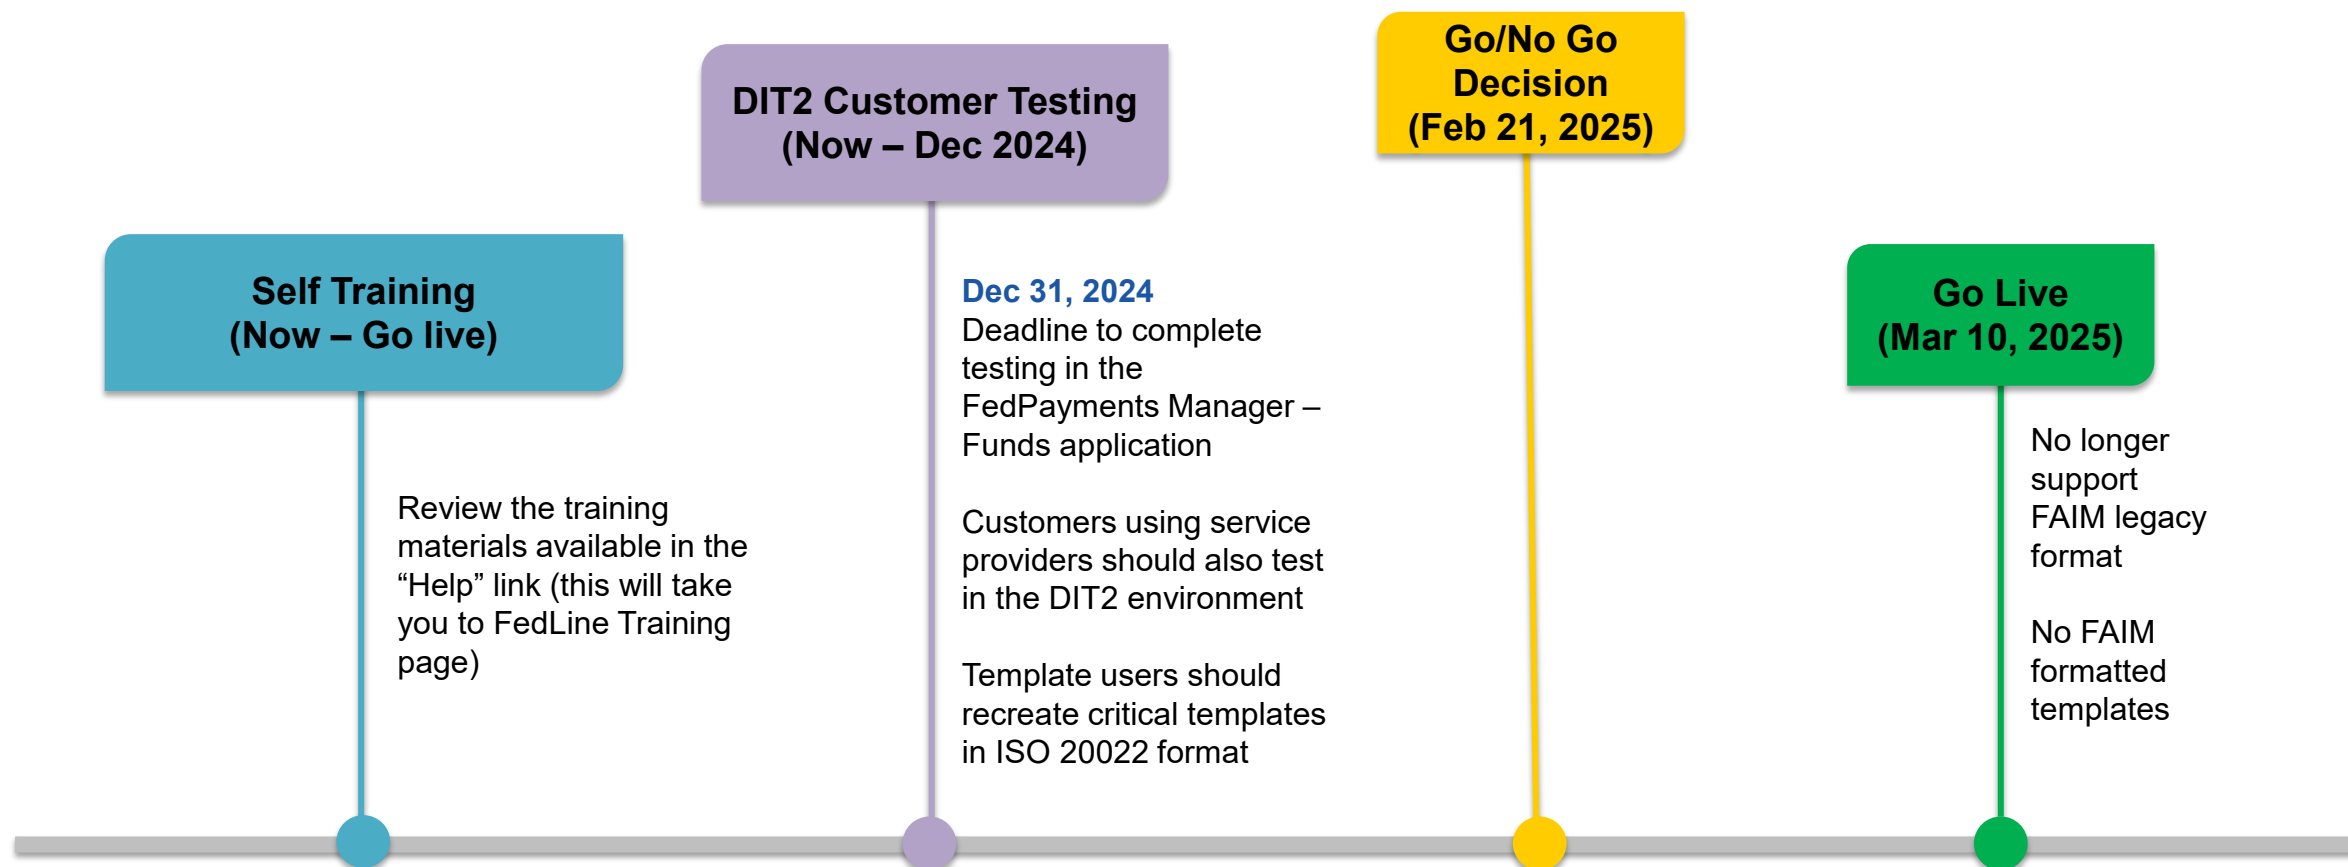 Self Training
(Now – Go live)
Review the training
materials available in the
“Help” link (this will take
you to FedLine Training
page)
DIT2 Customer Testing
(Now – Dec 2024)
Dec 31, 2024
Deadline to complete
testing in the
FedPayments Manager –
Funds application
Customers using service
providers should also test
in the DIT2 environment
Template users should
recreate critical templates
in ISO 20022 format
Go/No Go
Decision
(Feb 21, 2025)
Go Live
(Mar 10, 2025)
No longer
support
FAIM legacy
format
No FAIM
formatted
templates